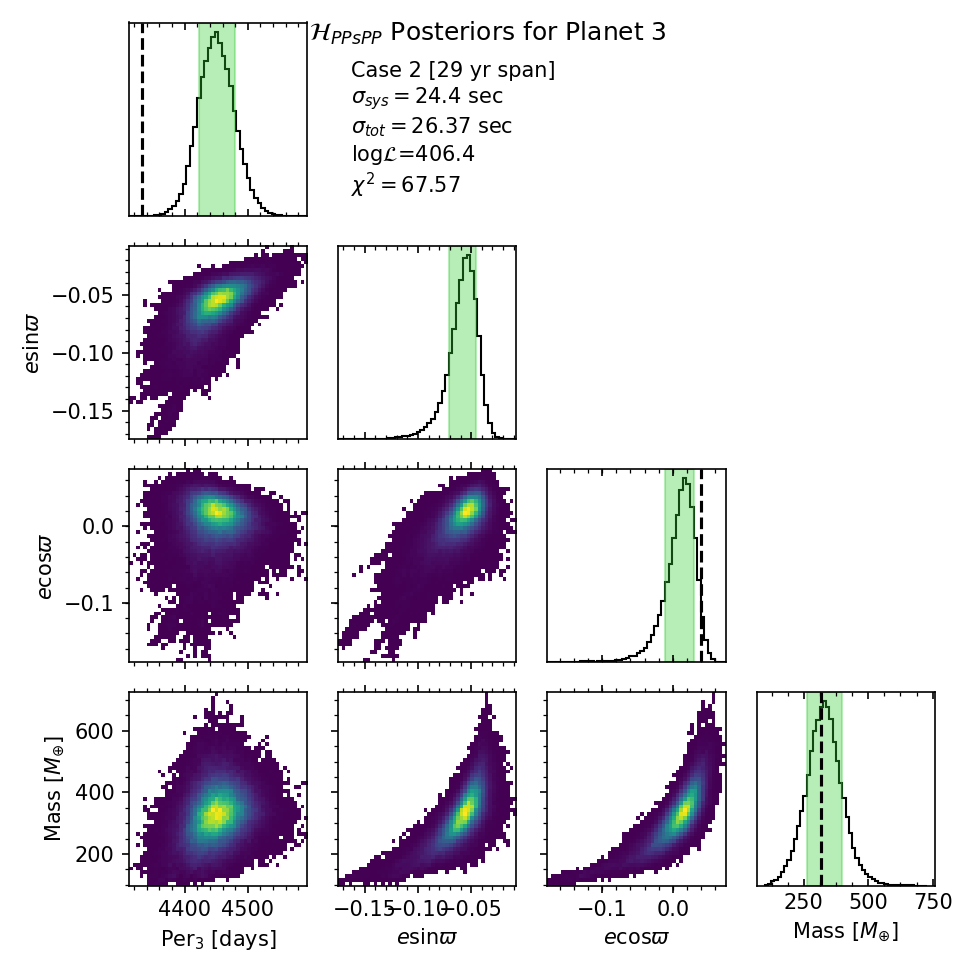 ℋ_PPsPP Posteriors for Planet 3
Case 2 [29 yr span]
σ_sys = 24.4 sec
σ_tot = 26.37 sec
logℒ=406.4
χ² = 67.57
−0.05
−0.10
−0.15
esinϖ
0.0
−0.1
ecosϖ
600
400
200
Mass [M⊕]
4400 4500
Per₃ [days]
−0.15 −0.10 −0.05
esinϖ
−0.1 0.0
ecosϖ
250 500 750
Mass [M⊕]